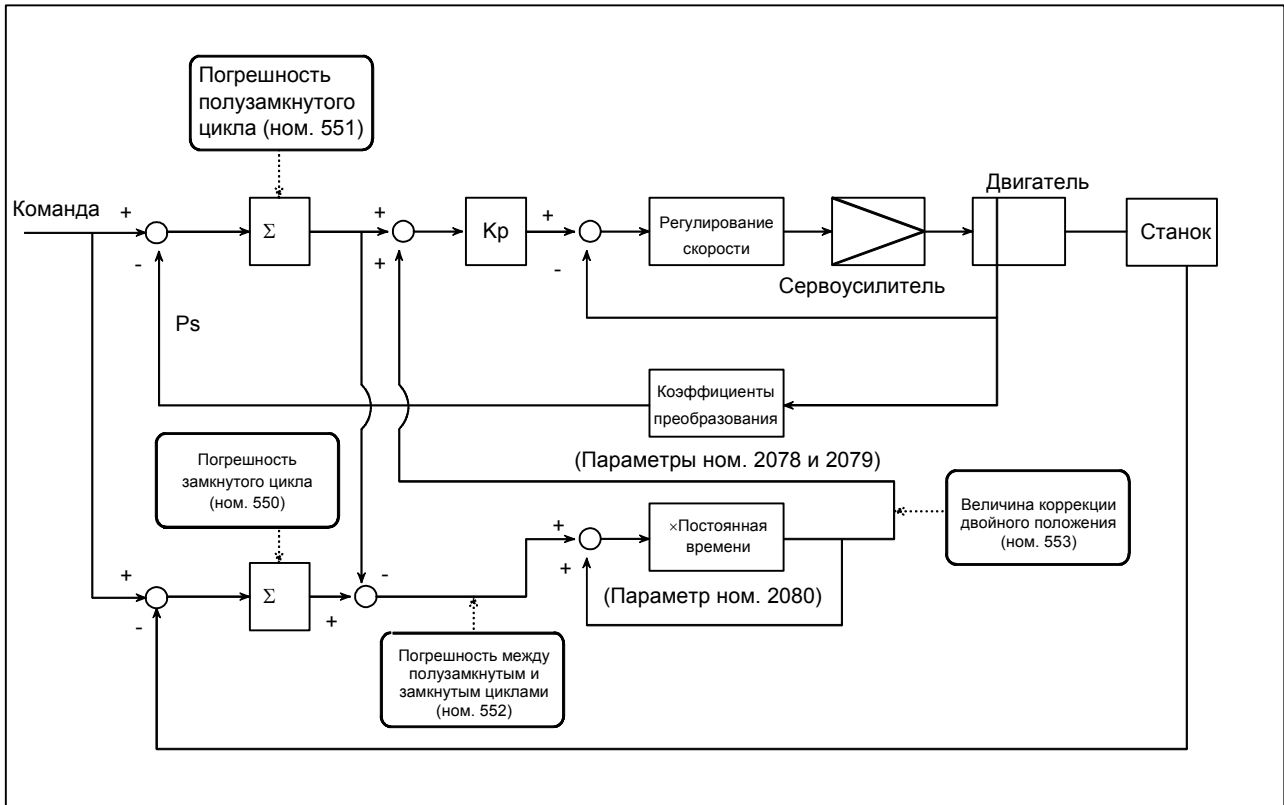 Погрешность
полузамкнутого
цикла (ном. 551)
Команда
+
-
Σ
+
+
Kp
+
-
Регулирование
скорости
Сервоусилитель
Двигатель
Станок
Ps
Коэффициенты
преобразования
(Параметры ном. 2078 и 2079)
Погрешность
замкнутого цикла
(ном. 550)
+
-
Σ
+
-
+
+
×Постоянная
времени
(Параметр ном. 2080)
Величина коррекции
двойного положения
(ном. 553)
Погрешность между
полузамкнутым и
замкнутым циклами
(ном. 552)